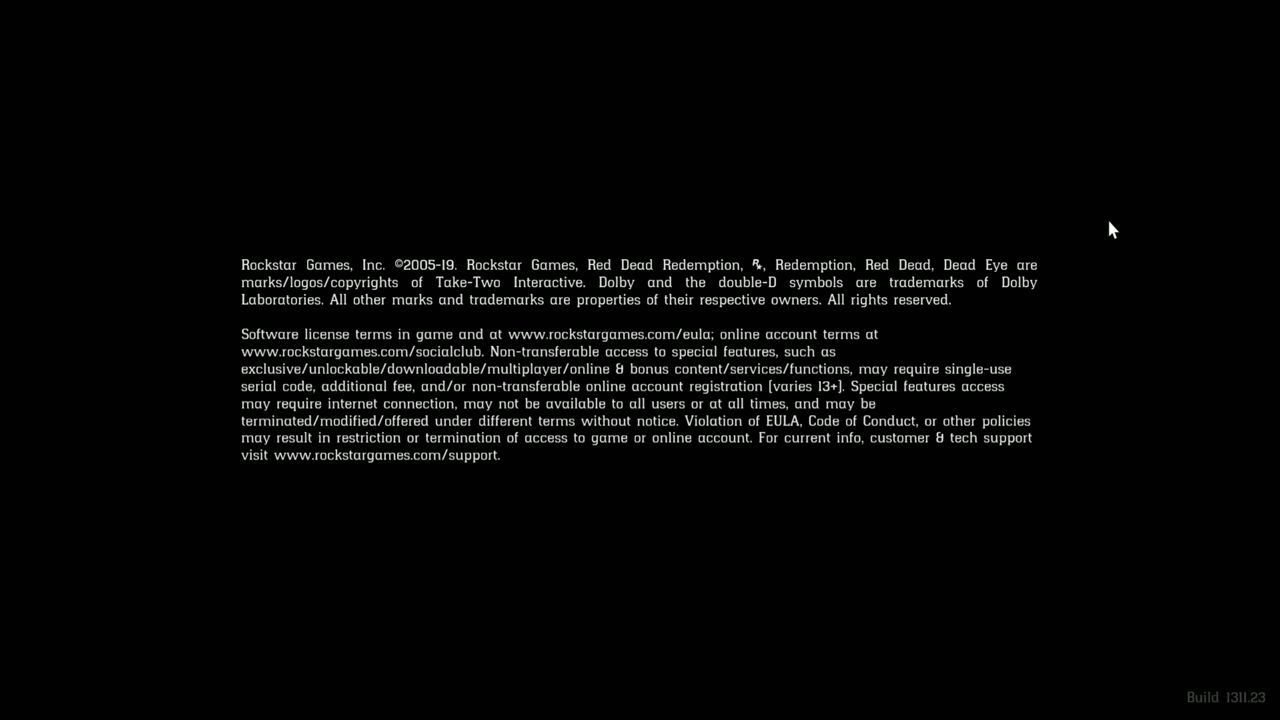 Rockstar Games, Inc. ©2005-19. Rockstar Games, Red Dead Redemption, R*, Redemption, Red Dead, Dead Eye are
marks/logos/copyrights of Take-Two Interactive. Dolby and the double-D symbols are trademarks of Dolby
Laboratories. All other marks and trademarks are properties of their respective owners. All rights reserved.
Software license terms in game and at www.rockstargames.com/eula; online account terms at
www.rockstargames.com/socialclub. Non-transferable access to special features, such as
exclusive/unlockable/downloadable/multiplayer/online & bonus content/services/functions, may require single-use
serial code, additional fee, and/or non-transferable online account registration (varies 13+). Special features access
may require internet connection, may not be available to all users or at all times, and may be
terminated/modified/offered under different terms without notice. Violation of EULA, Code of Conduct, or other policies
may result in restriction or termination of access to game or online account. For current info, customer & tech support
visit www.rockstargames.com/support.
Build 1311.23